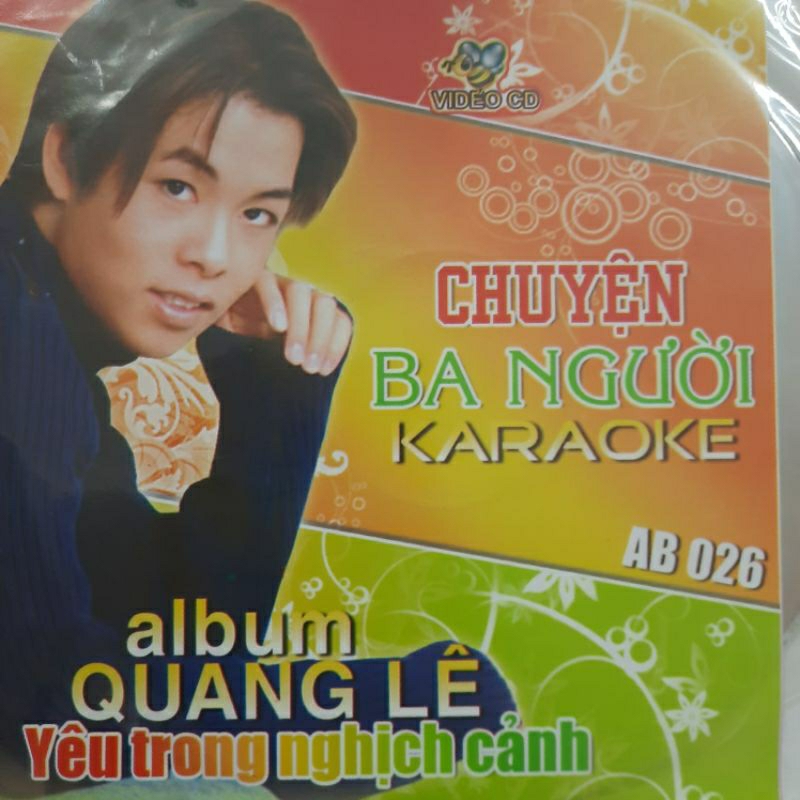 VIDEO CD
CHUYỆN
BA NGƯỜI
KARAOKE
AB 026
album
QUANG LÊ
Yêu trong nghịch cảnh